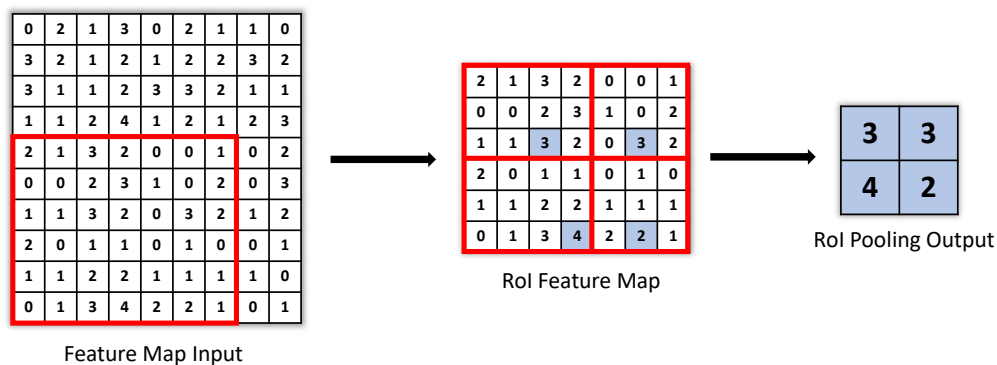 0 2 1 3 0 2 1 1 0
3 2 1 2 1 2 2 3 2
3 1 1 2 3 3 2 1 1
1 1 2 4 1 2 1 2 3
2 1 3 2 0 0 1 0 2
0 0 2 3 1 0 2 0 3
1 1 3 2 0 3 2 1 2
2 0 1 1 0 1 0 0 1
1 1 2 2 1 1 1 1 0
0 1 3 4 2 2 1 0 1
Feature Map Input
2 1 3 2 0 0 1
0 0 2 3 1 0 2
1 1 3 2 0 3 2
2 0 1 1 0 1 0
1 1 2 2 1 1 1
0 1 3 4 2 2 1
RoI Feature Map
3 3
4 2
RoI Pooling Output